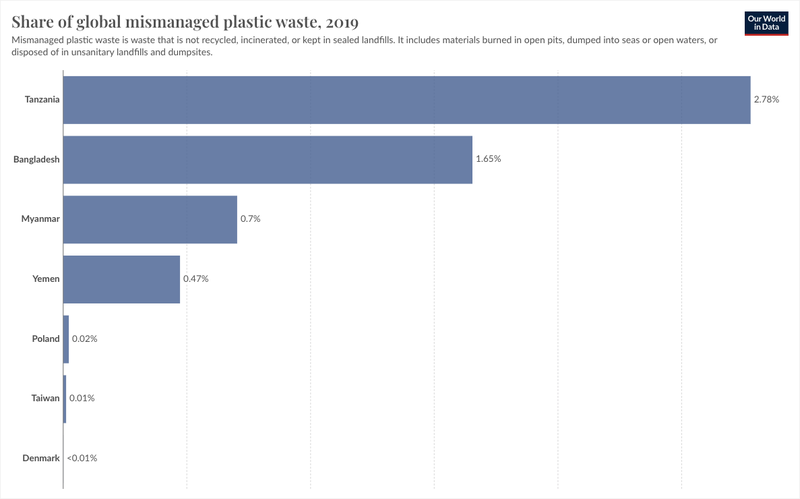 Share of global mismanaged plastic waste, 2019
Our World
in Data
Mismanaged plastic waste is waste that is not recycled, incinerated, or kept in sealed landfills. It includes materials burned in open pits, dumped into seas or open waters, or
disposed of in unsanitary landfills and dumpsites.
Tanzania 2.78%
Bangladesh 1.65%
Myanmar 0.7%
Yemen 0.47%
Poland 0.02%
Taiwan 0.01%
Denmark <0.01%